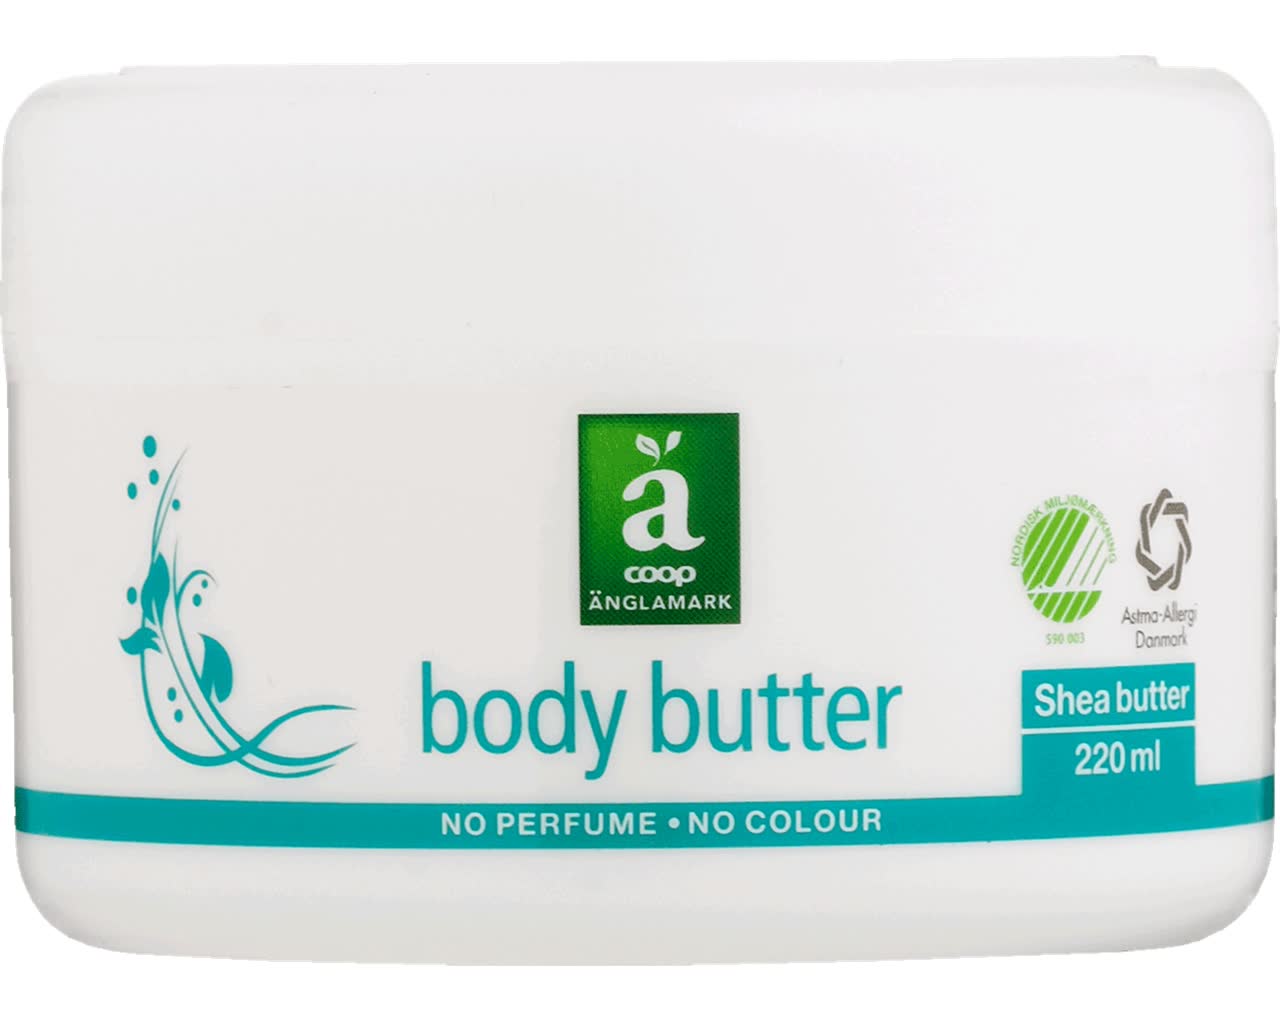 ä
coop
ÄNGLAMARK
NORDISK MILJØMÆRKNING
590 003
Astma-Allergi
Danmark
body butter
Shea butter
220 ml
NO PERFUME • NO COLOUR